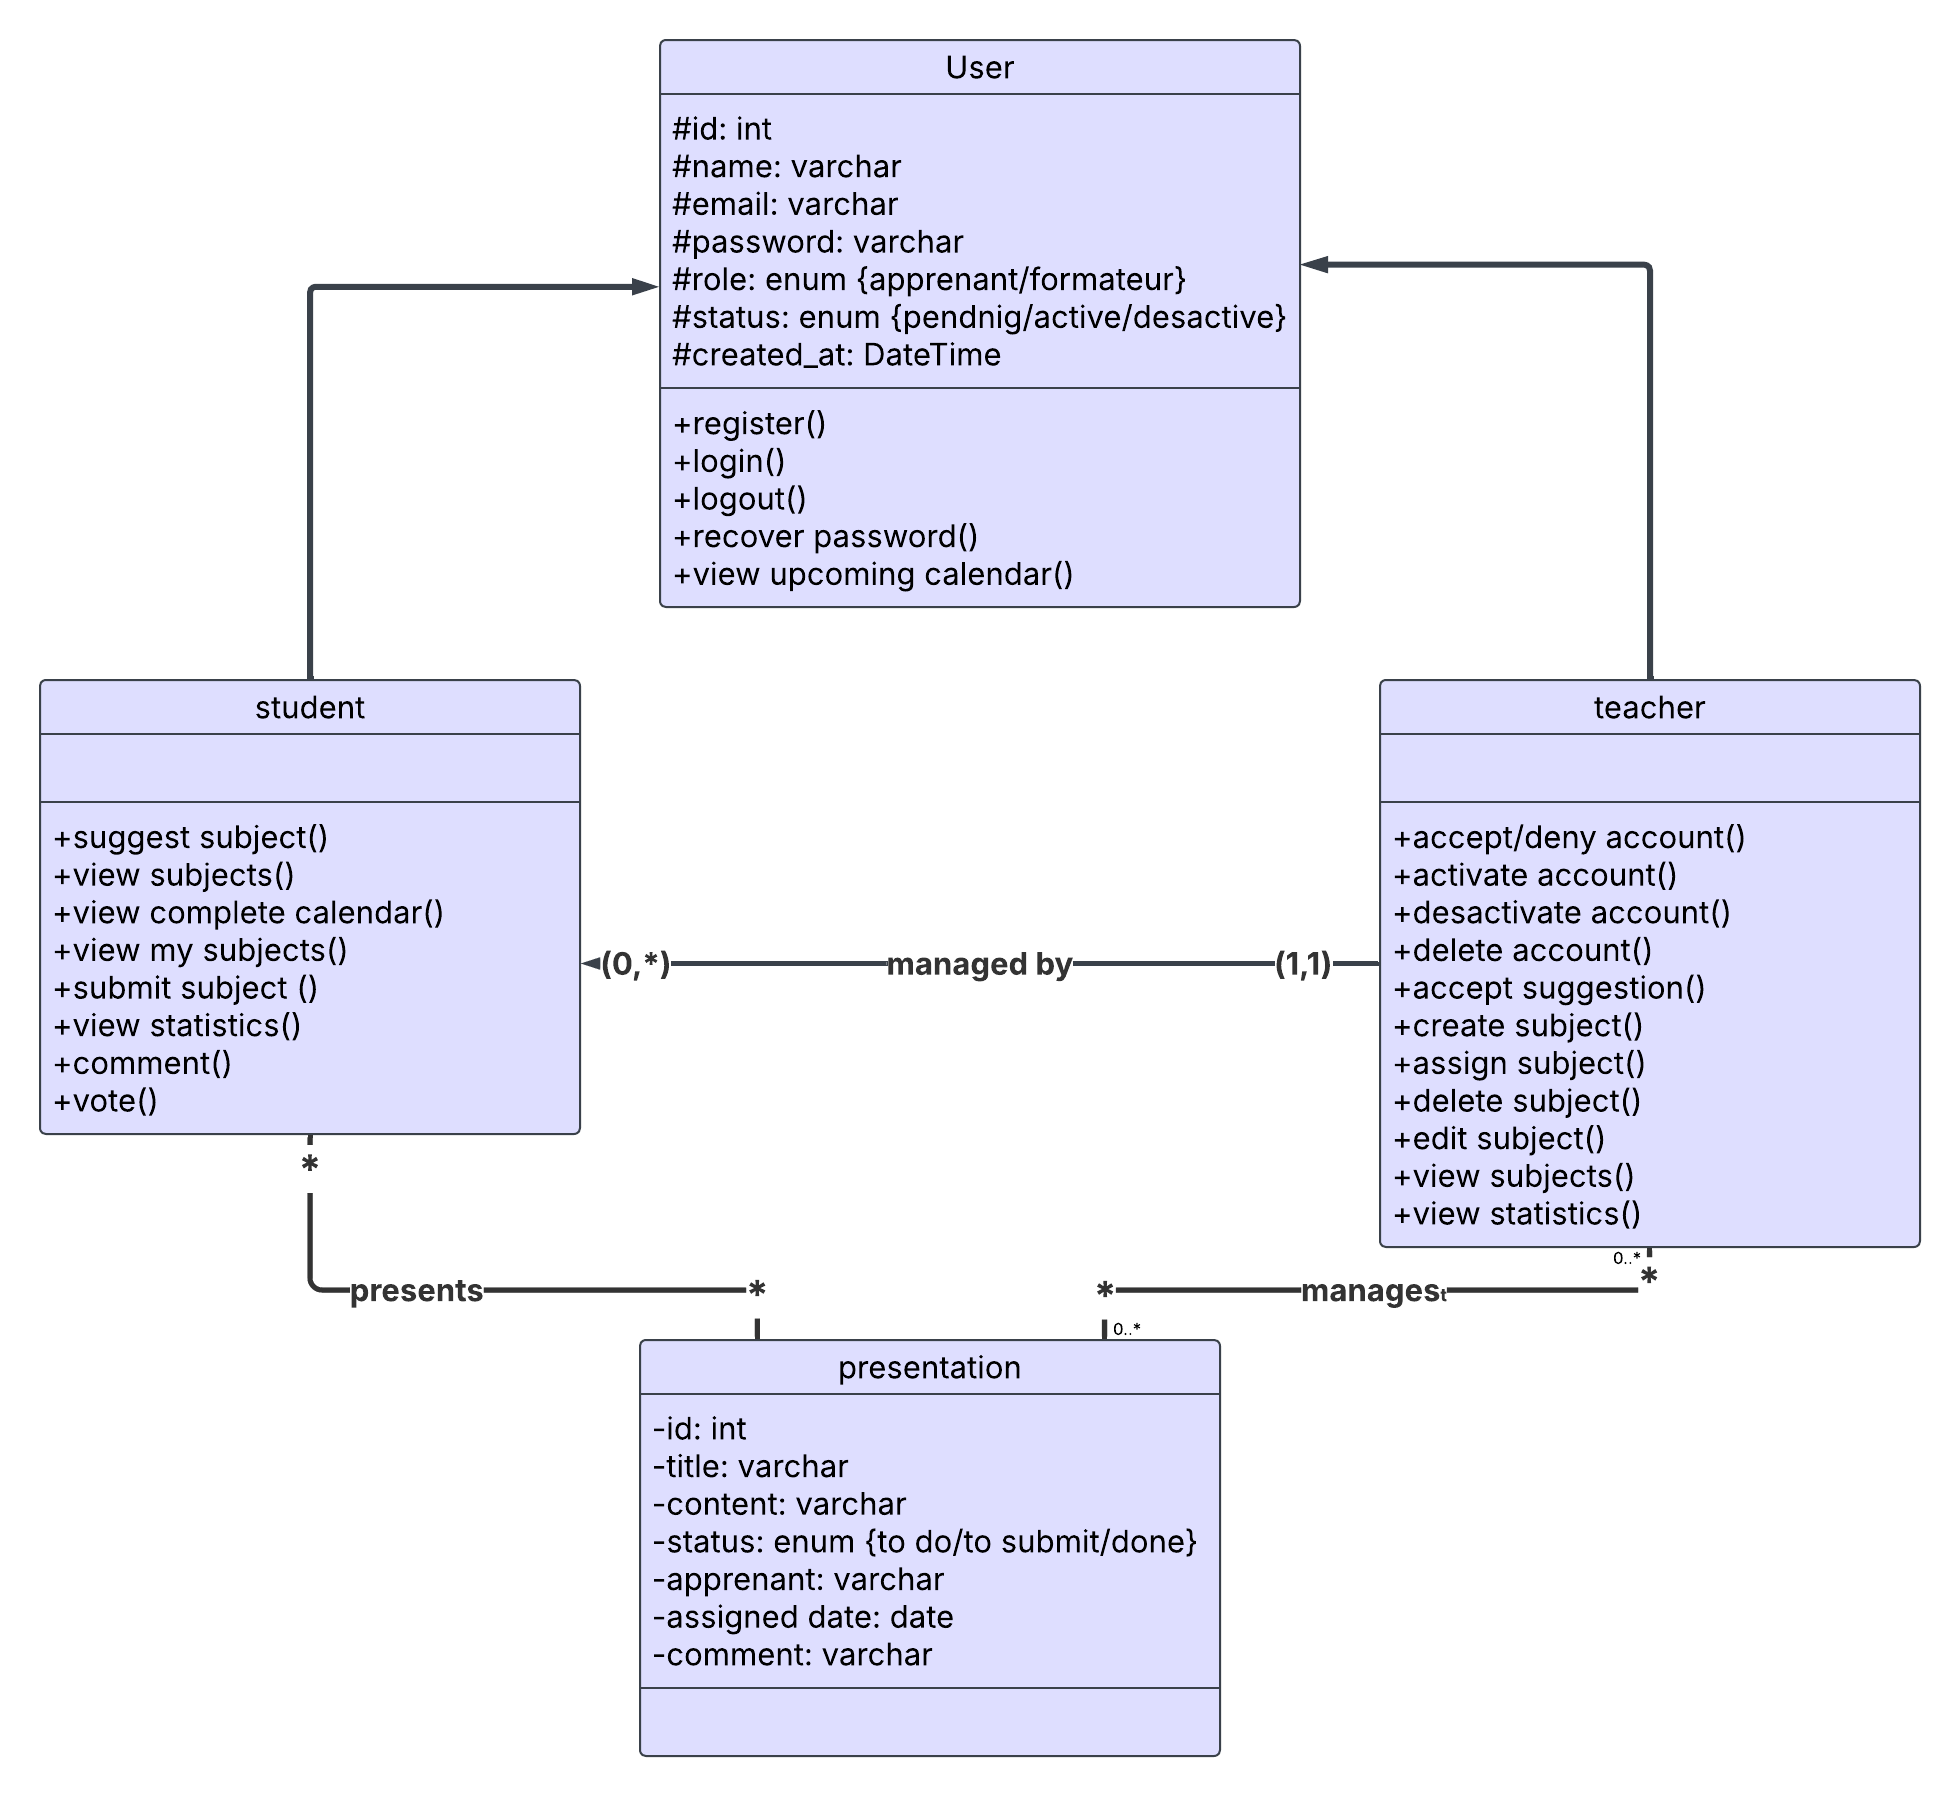 User
#id: int
#name: varchar
#email: varchar
#password: varchar
#role: enum {apprenant/formateur}
#status: enum {pendnig/active/desactive}
#created_at: DateTime
+register()
+login()
+logout()
+recover password()
+view upcoming calendar()
student
+suggest subject()
+view subjects()
+view complete calendar()
+view my subjects()
+submit subject ()
+view statistics()
+comment()
+vote()
(0,*) managed by (1,1)
teacher
+accept/deny account()
+activate account()
+desactivate account()
+delete account()
+accept suggestion()
+create subject()
+assign subject()
+delete subject()
+edit subject()
+view subjects()
+view statistics()
*
presents *
0..*
*
* managest
0..*
presentation
-id: int
-title: varchar
-content: varchar
-status: enum {to do/to submit/done}
-apprenant: varchar
-assigned date: date
-comment: varchar